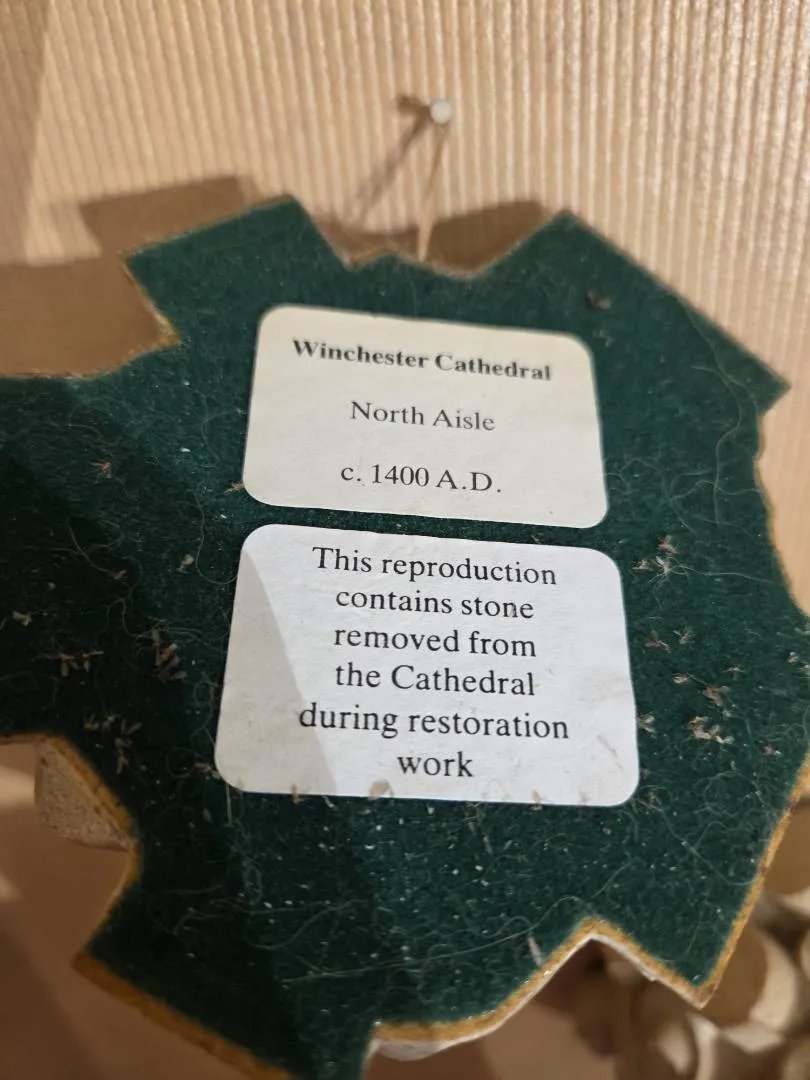 Winchester Cathedral
North Aisle
c. 1400 A.D.
This reproduction
contains stone
removed from
the Cathedral
during restoration
work